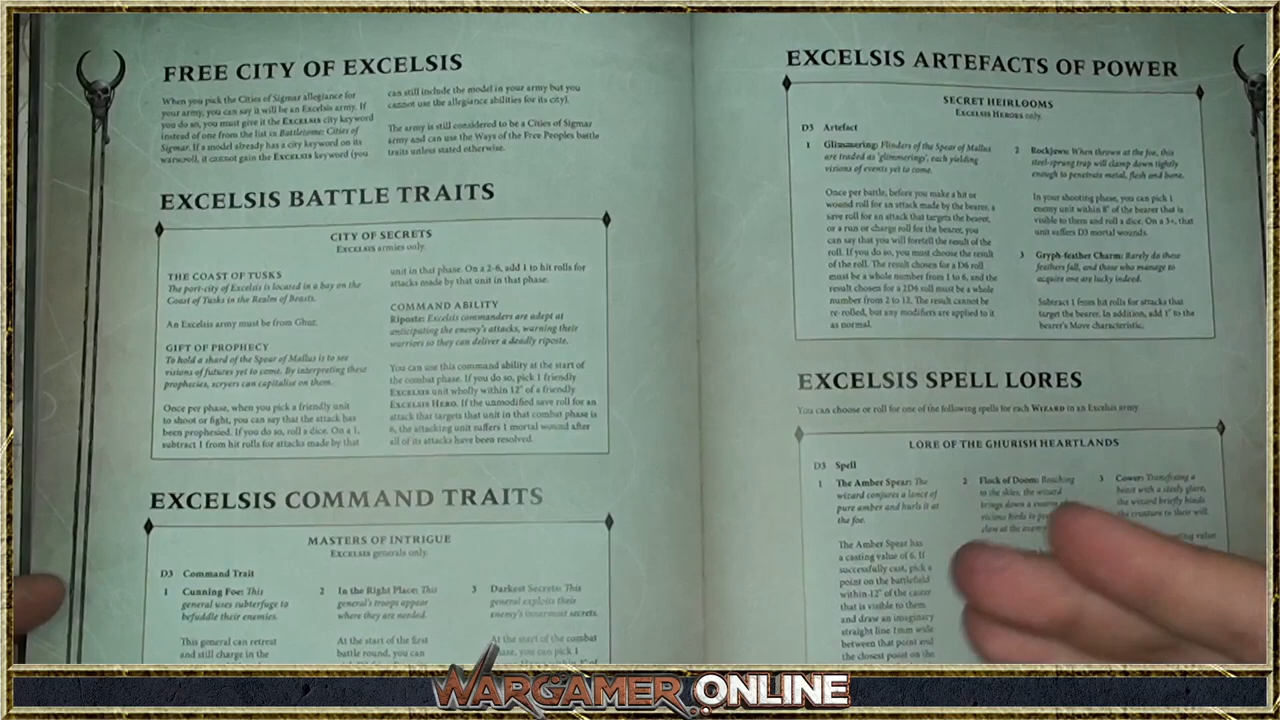 FREE CITY OF EXCELSIS
When you pick the Cities of Sigmar allegiance for
your army, you can say it will be an Excelsis army. If
you do so, you must give it the EXCELSIS city keyword
instead of one from the list in Battletome: Cities of
Sigmar. If a model already has a city keyword on its
warscroll, it cannot gain the EXCELSIS keyword (you
can still include the model in your army but you
cannot use the allegiance abilities for its city).
The army is still considered to be a Cities of Sigmar
army and can use the Ways of the Free Peoples battle
traits unless stated otherwise.
EXCELSIS BATTLE TRAITS
CITY OF SECRETS
EXCELSIS armies only.
THE COAST OF TUSKS
The port-city of Excelsis is located in a bay on the
Coast of Tusks in the Realm of Beasts.
An Excelsis army must be from Ghur.
GIFT OF PROPHECY
To hold a shard of the Spear of Mallus is to see
visions of futures yet to come. By interpreting these
prophecies, scryers can capitalise on them.
Once per phase, when you pick a friendly unit
to shoot or fight, you can say that the attack has
been prophesied. If you do so, roll a dice. On a 1,
subtract 1 from hit rolls for attacks made by that
unit in that phase. On a 2-6, add 1 to hit rolls for
attacks made by that unit in that phase.
COMMAND ABILITY
Riposte: Excelsis commanders are adept at
anticipating the enemy's attacks, warning their
warriors so they can deliver a deadly riposte.
You can use this command ability at the start of
the combat phase. If you do so, pick 1 friendly
EXCELSIS unit wholly within 12" of a friendly
EXCELSIS HERO. If the unmodified save roll for an
attack that targets that unit in that combat phase is
6, the attacking unit suffers 1 mortal wound after
all of its attacks have been resolved.
EXCELSIS COMMAND TRAITS
MASTERS OF INTRIGUE
EXCELSIS generals only.
D3 Command Trait
1 Cunning Foe: This
general uses subterfuge to
befuddle their enemies.
This general can retreat
and still charge in the
2 In the Right Place: This
general's troops appear
where they are needed.
At the start of the first
battle round, you can
3 Darkest Secrets: This
general exploits their
enemy's innermost secrets.
At the start of the combat
phase, you can pick 1
EXCELSIS ARTEFACTS OF POWER
SECRET HEIRLOOMS
EXCELSIS HEROES only.
D3 Artefact
1 Glimmering: Flinders of the Spear of Mallus
are traded as 'glimmerings', each yielding
visions of events yet to come.
Once per battle, before you make a hit or
wound roll for an attack made by the bearer, a
save roll for an attack that targets the bearer,
or a run or charge roll for the bearer, you
can say that you will foretell the result of the
roll. If you do so, you must choose the result
of the roll. The result chosen for a D6 roll
must be a whole number from 1 to 6, and the
result chosen for a 2D6 roll must be a whole
number from 2 to 12. The result cannot be
re-rolled, but any modifiers are applied to it
as normal.
2 Rockjaws: When thrown at the foe, this
steel-sprung trap will clamp down tightly
enough to penetrate metal, flesh and bone.
In your shooting phase, you can pick 1
enemy unit within 8" of the bearer that is
visible to them and roll a dice. On a 3+, that
unit suffers D3 mortal wounds.
3 Gryph-feather Charm: Rarely do these
feathers fall, and those who manage to
acquire one are lucky indeed.
Subtract 1 from hit rolls for attacks that
target the bearer. In addition, add 1" to the
bearer's Move characteristic.
EXCELSIS SPELL LORES
You can choose or roll for one of the following spells for each WIZARD in an Excelsis army
LORE OF THE GHURISH HEARTLANDS
D3 Spell
1 The Amber Spear: The
wizard conjures a lance of
pure amber and hurls it at
the foe.
The Amber Spear has
a casting value of 6. If
successfully cast, pick a
point on the battlefield
within 12" of the caster
that is visible to them
and draw an imaginary
straight line 1mm wide
between that point and
the closest point on the
2 Flock of Doom: Reaching
to the skies, the wizard
brings down a
vicious birds to
claw at the enemy
3 Cower: Transfixing a
beast with a steely glare,
the wizard briefly binds
the creature to their will.
value
WARGAMER ONLINE